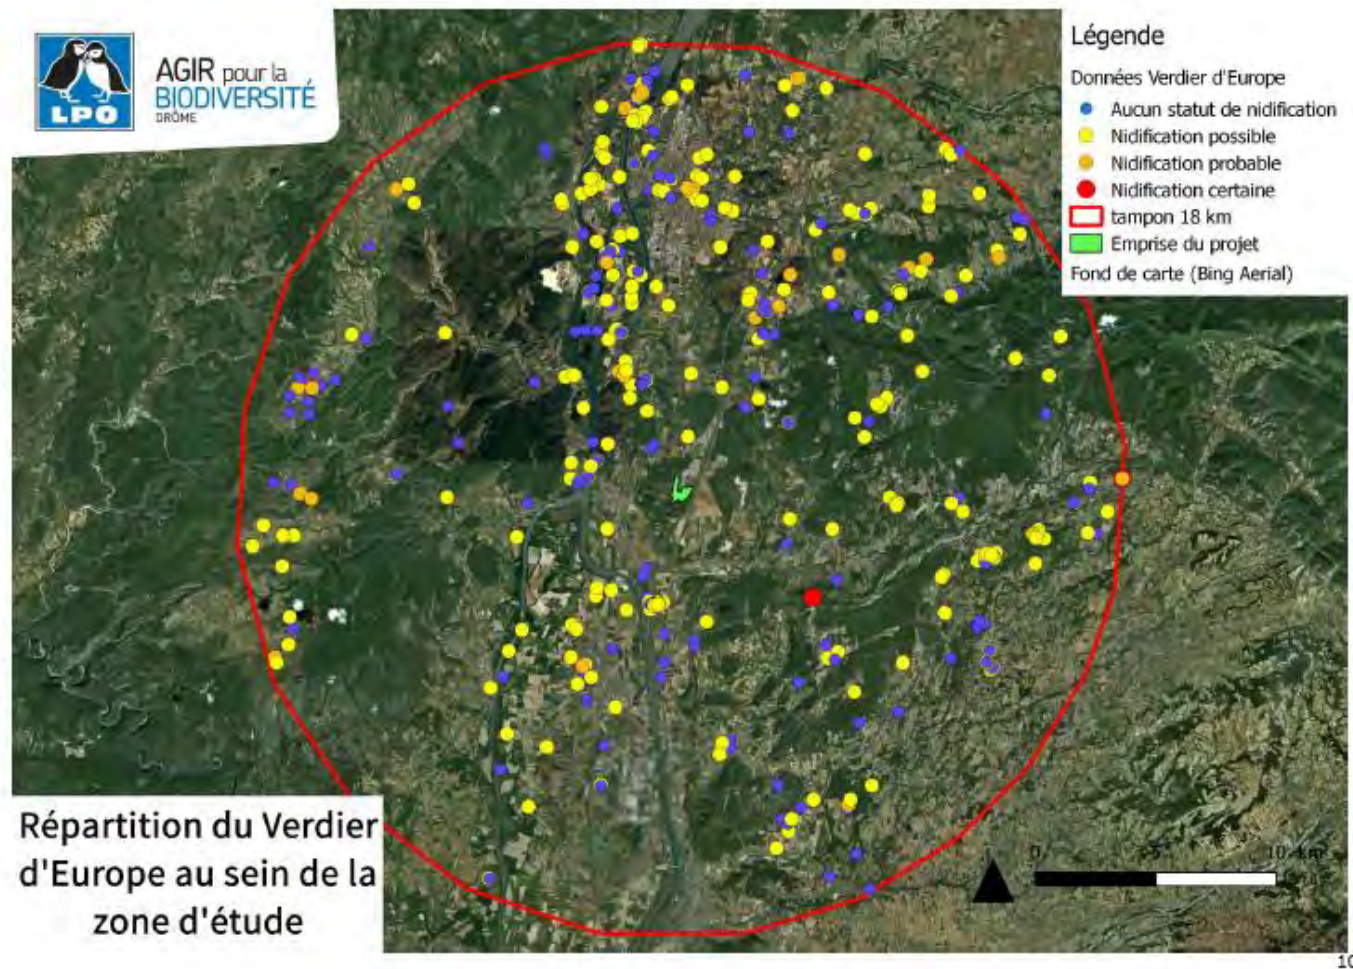 LPO
AGIR pour la
BIODIVERSITÉ
DRÔME
Légende
Données Verdier d'Europe
Aucun statut de nidification
Nidification possible
Nidification probable
Nidification certaine
tampon 18 km
Emprise du projet
Fond de carte (Bing Aerial)
Répartition du Verdier
d'Europe au sein de la
zone d'étude
0 5 10 km
10